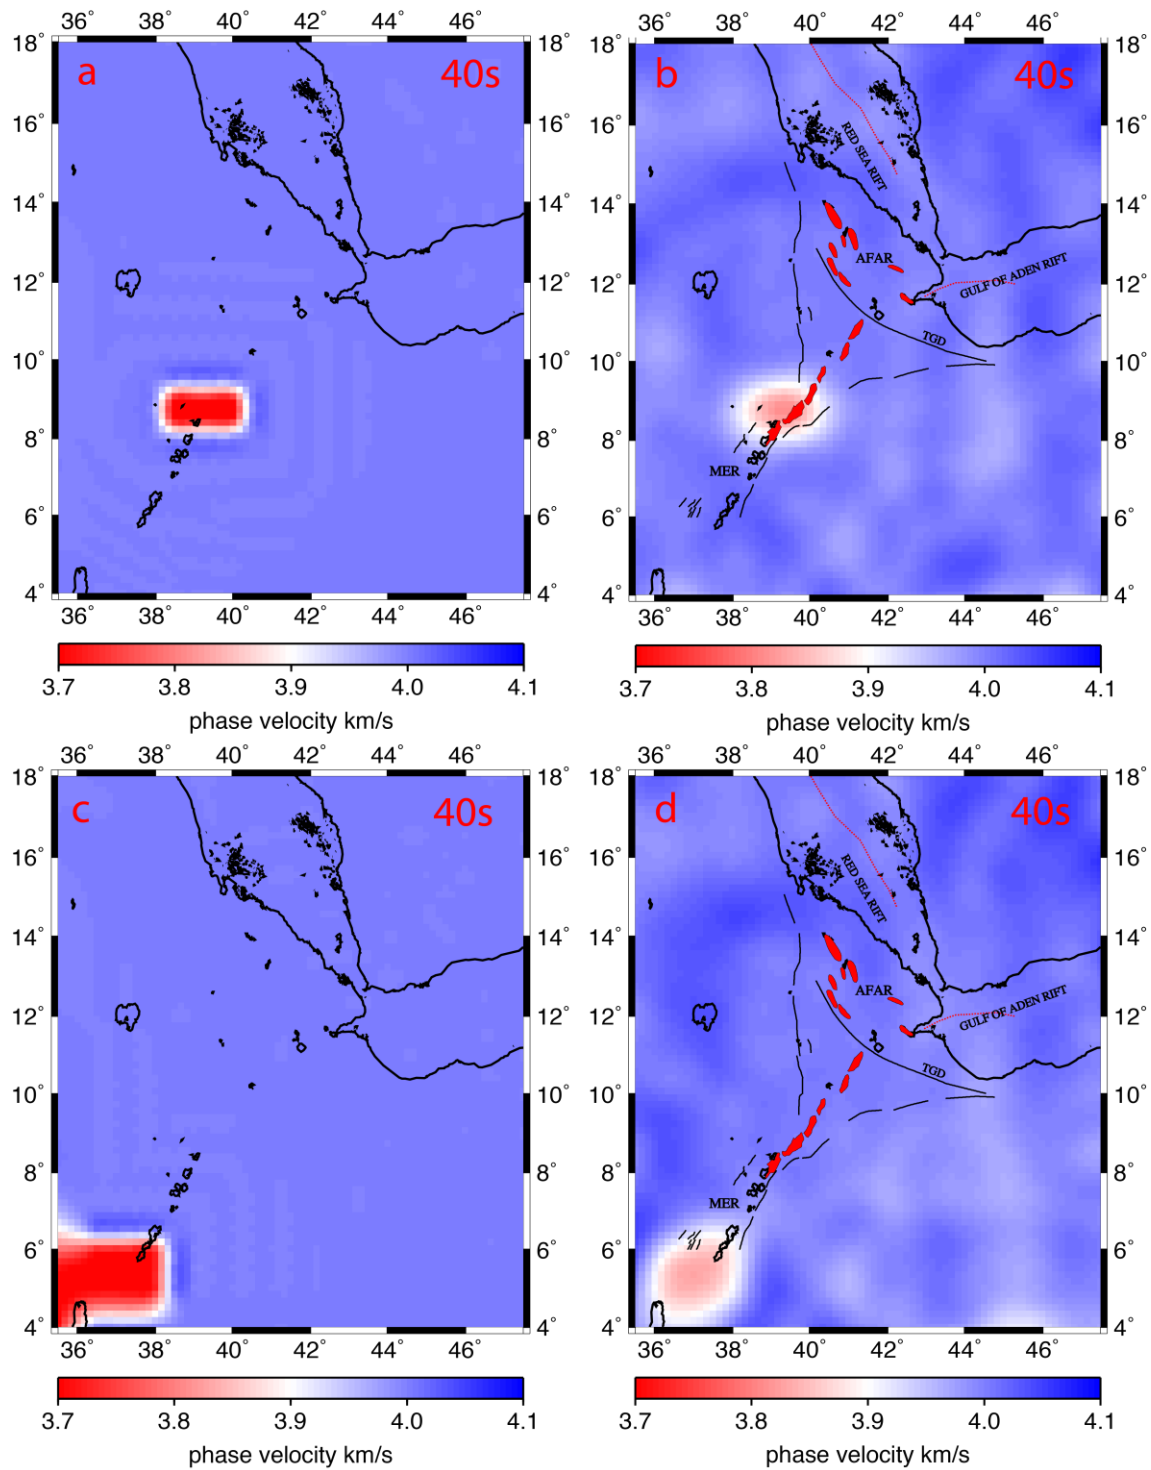 36° 38° 40° 42° 44° 46° 36° 38° 40° 42° 44° 46°
18° 18° 18° 18°
a 40s b 40s
16° 16° 16° 16°
RED SEA RIFT
14° 14° 14° 14°
AFAR
12° 12° 12° 12°
GULF OF ADEN RIFT
TGD
10° 10° 10° 10°
8° 8° 8° 8°
MER
6° 6° 6° 6°
4° 4° 4° 4°
36° 38° 40° 42° 44° 46° 36° 38° 40° 42° 44° 46°
3.7 3.8 3.9 4.0 4.1 3.7 3.8 3.9 4.0 4.1
phase velocity km/s phase velocity km/s
36° 38° 40° 42° 44° 46° 36° 38° 40° 42° 44° 46°
18° 18° 18° 18°
c 40s d 40s
16° 16° 16° 16°
RED SEA RIFT
14° 14° 14° 14°
AFAR
12° 12° 12° 12°
GULF OF ADEN RIFT
TGD
10° 10° 10° 10°
8° 8° 8° 8°
MER
6° 6° 6° 6°
4° 4° 4° 4°
36° 38° 40° 42° 44° 46° 36° 38° 40° 42° 44° 46°
3.7 3.8 3.9 4.0 4.1 3.7 3.8 3.9 4.0 4.1
phase velocity km/s phase velocity km/s